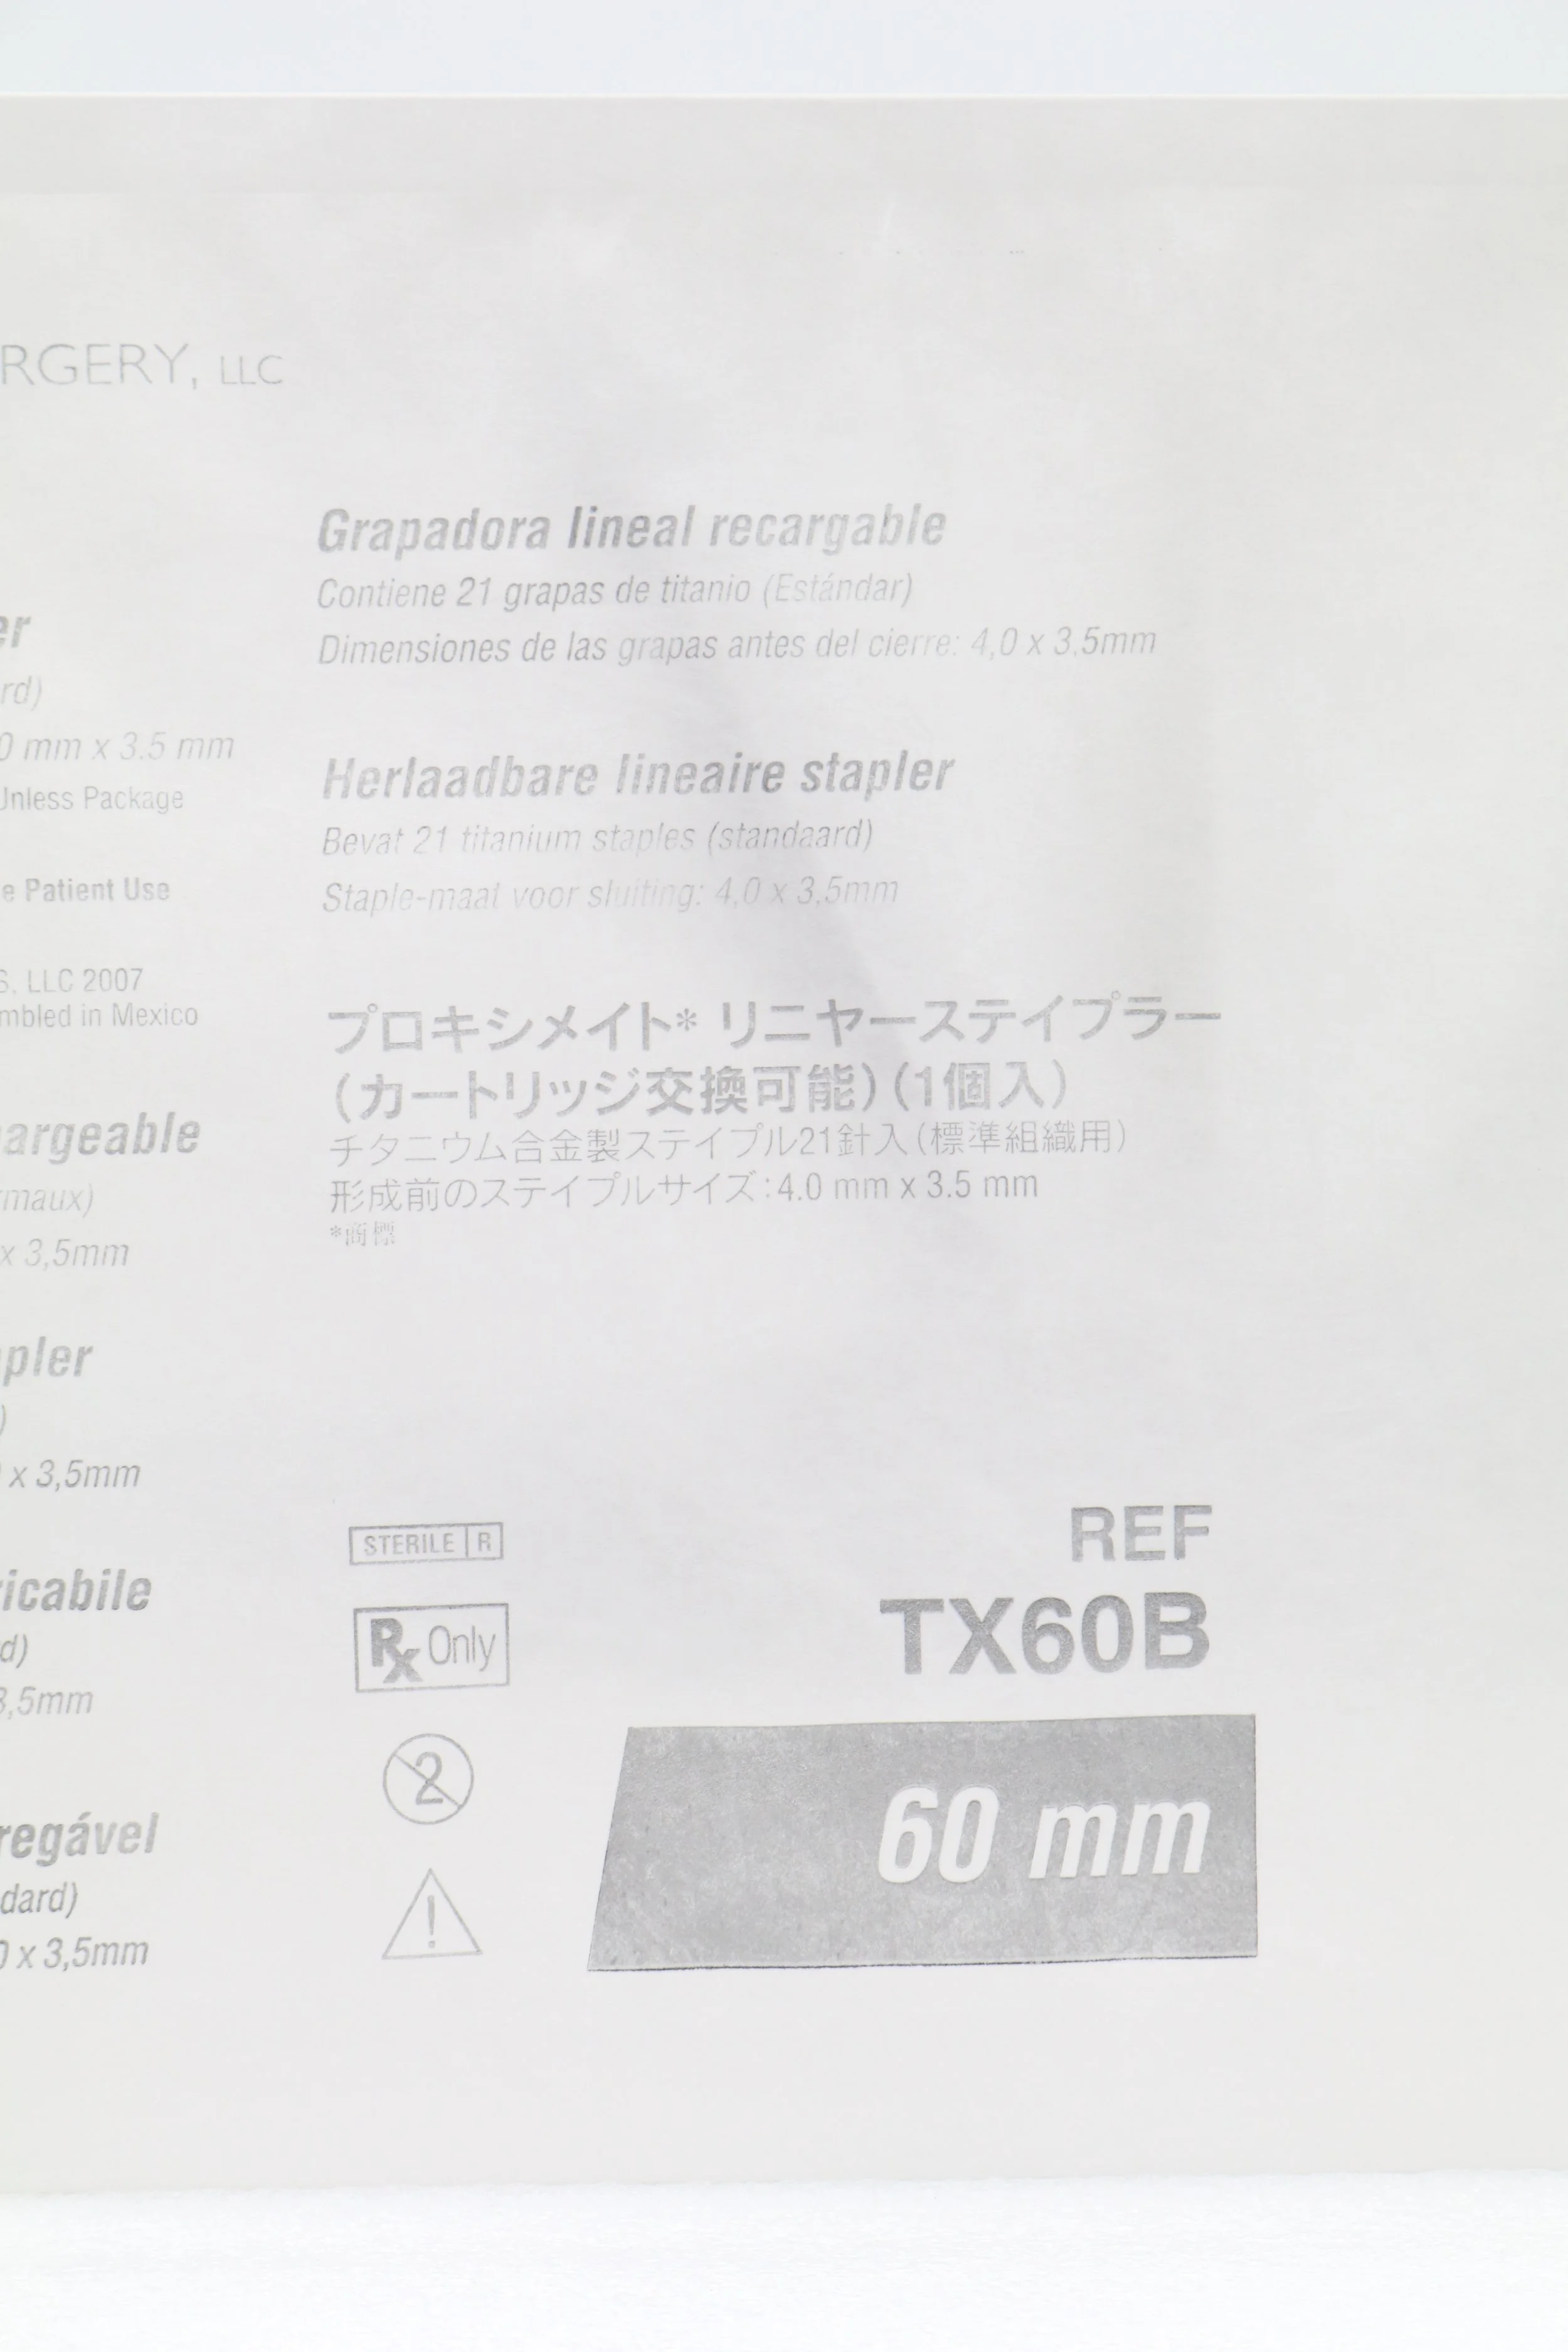 RGERY, LLC
er
rd)
0 mm x 3.5 mm
Unless Package
e Patient Use
S, LLC 2007
mbled in Mexico
argeable
rmaux)
x 3,5mm
pler
)
x 3,5mm
ricabile
d)
3,5mm
regável
dard)
0 x 3,5mm
Grapadora lineal recargable
Contiene 21 grapas de titanio (Estándar)
Dimensiones de las grapas antes del cierre: 4,0 x 3,5mm
Herlaadbare lineaire stapler
Bevat 21 titanium staples (standaard)
Staple-maat voor sluiting: 4,0 x 3,5mm
プロキシメイト* リニヤーステイプラー
(カートリッジ交換可能)(1個入)
チタニウム合金製ステイプル21針入(標準組織用)
形成前のステイプルサイズ:4.0 mm x 3.5 mm
*商標
STERILE R
Rx Only
2
!
REF
TX60B
60 mm